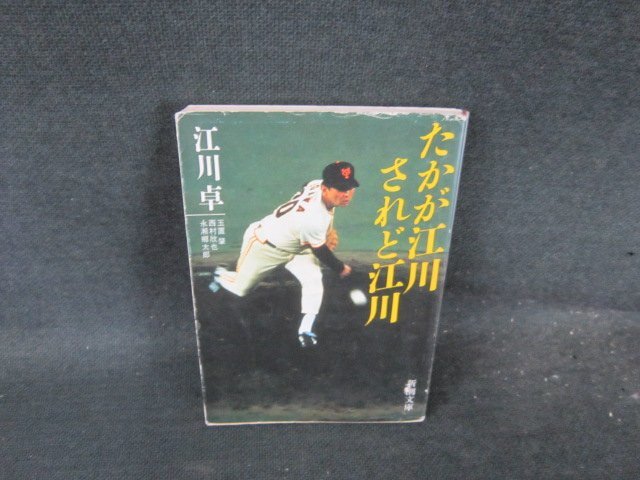 たかが江川
されど江川
江川 卓
玉置 肇
西村欣也
永瀬郷太郎
新潮文庫